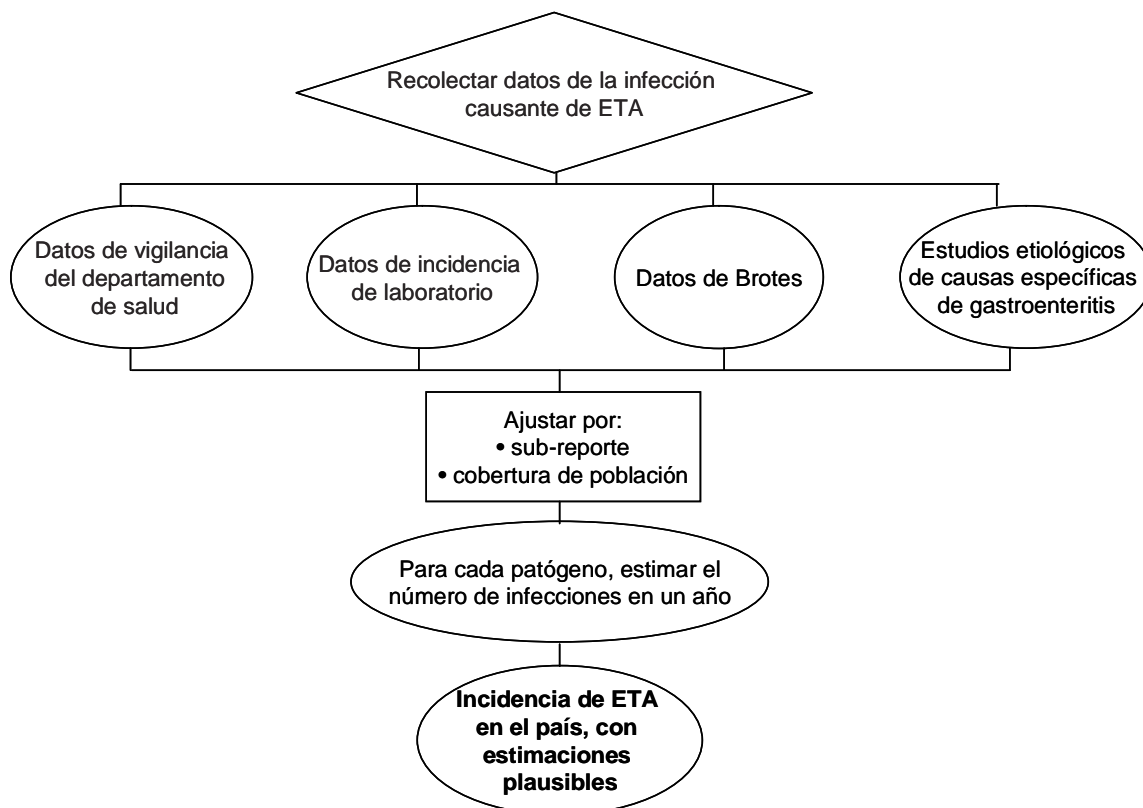 Recolectar datos de la infección
causante de ETA
Datos de vigilancia
del departamento
de salud
Datos de incidencia
de laboratorio
Datos de Brotes
Estudios etiológicos
de causas específicas
de gastroenteritis
Ajustar por:
• sub-reporte
• cobertura de población
Para cada patógeno, estimar el
número de infecciones en un año
Incidencia de ETA
en el país, con
estimaciones
plausibles